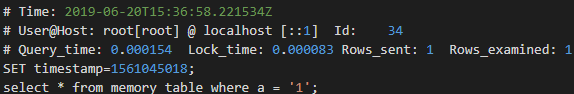 # Time: 2019-06-20T15:36:58.221534Z
# User@Host: root[root] @ localhost [::1]  Id:    34
# Query_time: 0.000154  Lock_time: 0.000083 Rows_sent: 1  Rows_examined: 1
SET timestamp=1561045018;
select * from memory_table where a = '1';